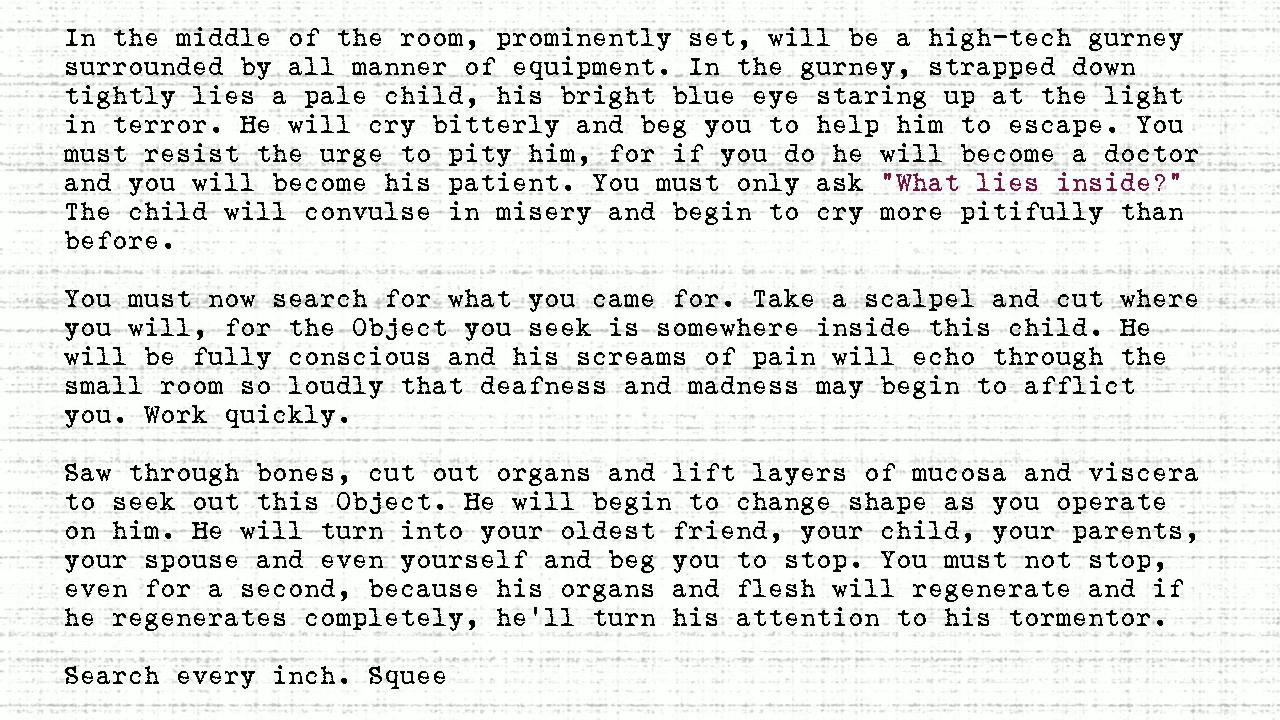 In the middle of the room, prominently set, will be a high-tech gurney
surrounded by all manner of equipment. In the gurney, strapped down
tightly lies a pale child, his bright blue eye staring up at the light
in terror. He will cry bitterly and beg you to help him to escape. You
must resist the urge to pity him, for if you do he will become a doctor
and you will become his patient. You must only ask "What lies inside?"
The child will convulse in misery and begin to cry more pitifully than
before.
You must now search for what you came for. Take a scalpel and cut where
you will, for the Object you seek is somewhere inside this child. He
will be fully conscious and his screams of pain will echo through the
small room so loudly that deafness and madness may begin to afflict
you. Work quickly.
Saw through bones, cut out organs and lift layers of mucosa and viscera
to seek out this Object. He will begin to change shape as you operate
on him. He will turn into your oldest friend, your child, your parents,
your spouse and even yourself and beg you to stop. You must not stop,
even for a second, because his organs and flesh will regenerate and if
he regenerates completely, he'll turn his attention to his tormentor.
Search every inch. Squee